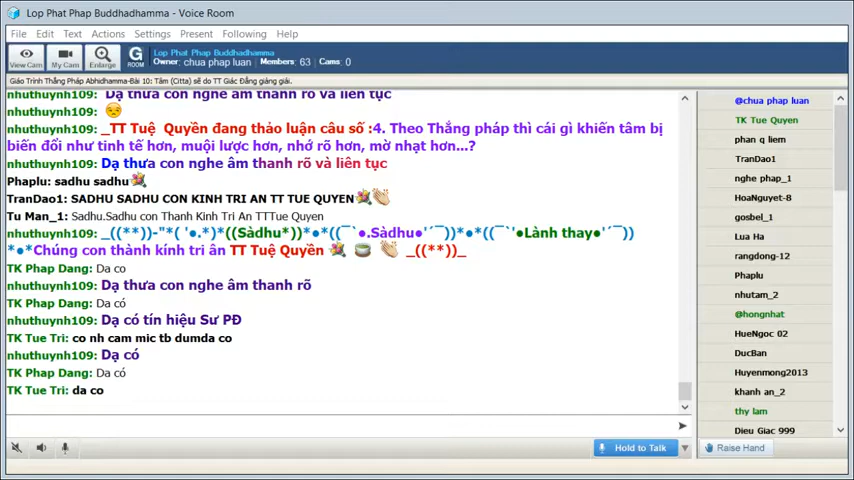 Lop Phat Phap Buddhadhamma - Voice Room
File Edit Text Actions Settings Present Following Help
View Cam My Cam Enlarge G ROOM
Lop Phat Phap Buddhadhamma
Owner: chua phap luan Members: 63 Cams: 0
Giáo Trình Thắng Pháp Abhidhamma-Bài 10: Tâm (Citta) sẽ do TT Giác Đẳng giảng giải.
nhuthuynh109: Dạ thưa con nghe âm thanh rõ và liên tục
nhuthuynh109:
nhuthuynh109: _TT Tuệ Quyền đang thảo luận câu số :4. Theo Thắng pháp thì cái gì khiến tâm bị
biến đổi như tinh tế hơn, muội lược hơn, nhớ rõ hơn, mờ nhạt hơn...?
nhuthuynh109: Dạ thưa con nghe âm thanh rõ và liên tục
Phaplu: sadhu sadhu
TranDao1: SADHU SADHU CON KINH TRI AN TT TUE QUYEN
Tu Man_1: Sadhu.Sadhu con Thanh Kinh Tri An TTTue Quyen
nhuthuynh109: _((**))-"*( '●.*)*((Sàdhu*))*●*((¯`●.Sàdhu●'´¯))*●*((¯`'●Lành thay●'´¯))
*●*Chúng con thành kính tri ân TT Tuệ Quyền _((**))_
TK Phap Dang: Da co
nhuthuynh109: Dạ thưa con nghe âm thanh rõ
TK Phap Dang: Da có
nhuthuynh109: Dạ có tín hiệu Sư PĐ
TK Tue Tri: co nh cam mic tb dumda co
nhuthuynh109: Dạ có
TK Phap Dang: Da có
TK Tue Tri: da co
Hold to Talk
Raise Hand
@chua phap luan
TK Tue Quyen
phan q liem
TranDao1
nghe phap_1
HoaNguyet-8
gosbel_1
Lua Ha
rangdong-12
Phaplu
nhutam_2
@hongnhat
HueNgoc 02
DucBan
Huyenmong2013
khanh an_2
thy lam
Dieu Giac 999